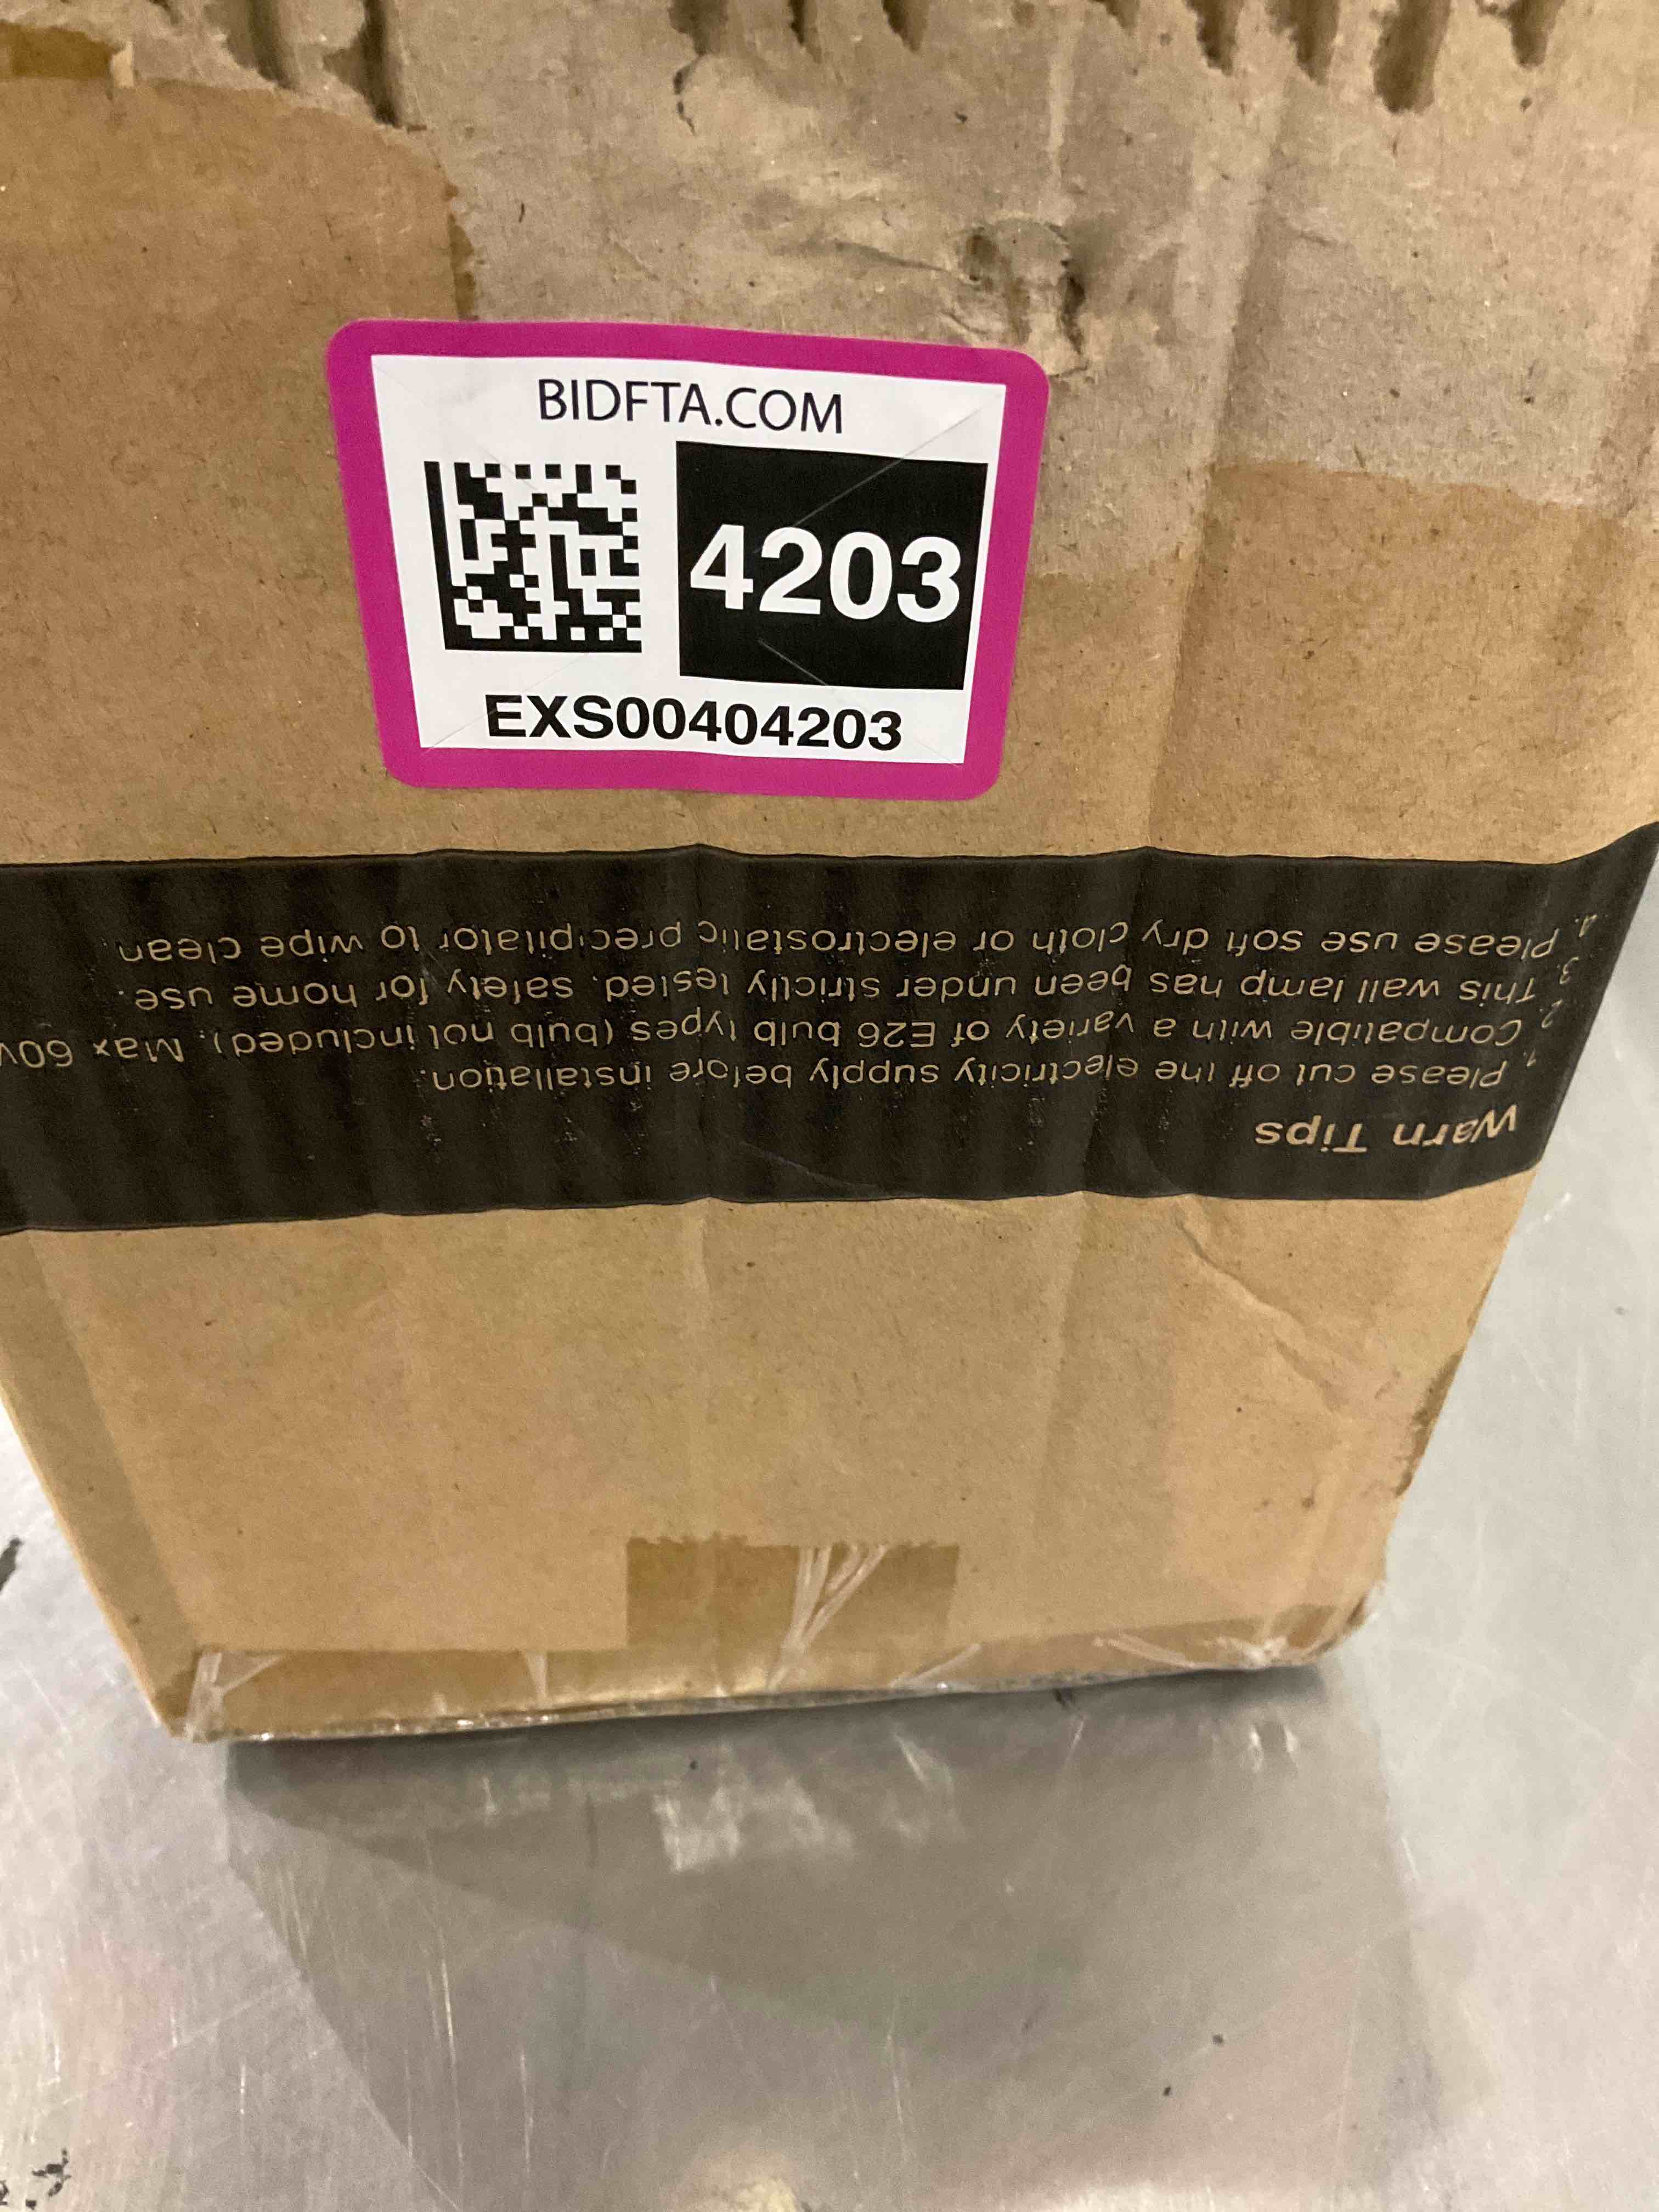 BIDFTA.COM
4203
EXS00404203
Warn Tips
1. Please cut off the electricity supply before installation.
2. Compatible with a variety of E26 bulb types (bulb not included), Max 60
3. This wall lamp has been under strictly tested, safety for home use.
4. Please use soft dry cloth or electrostatic precipitator to wipe clean.